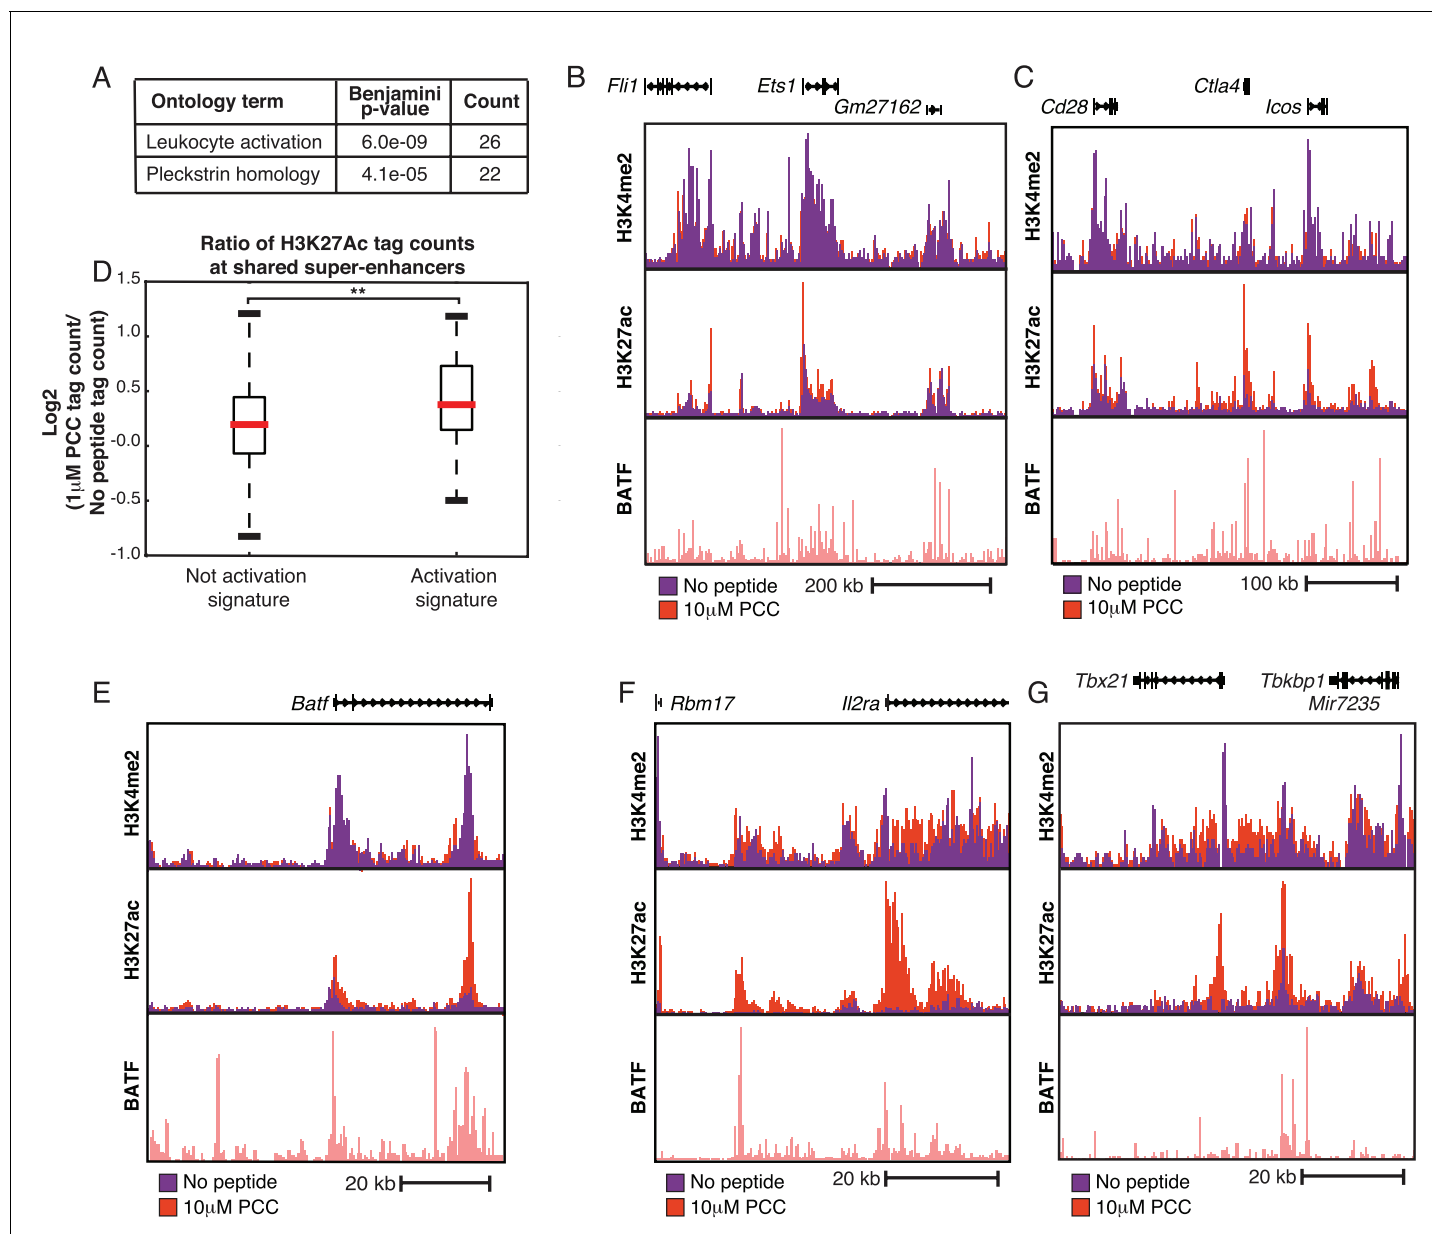 A
Ontology term
Benjamini
p-value
Count
Leukocyte activation 6.0e-09 26
Pleckstrin homology 4.1e-05 22
B
Fli1
Ets1
Gm27162
H3K4me2
H3K27ac
BATF
No peptide
10µM PCC
200 kb
C
Ctla4
Cd28
Icos
H3K4me2
H3K27ac
BATF
No peptide
10µM PCC
100 kb
D
Ratio of H3K27Ac tag counts
at shared super-enhancers
Log2
(1µM PCC tag count/
No peptide tag count)
1.5
1.0
0.5
-0.0
-0.5
-1.0
**
Not activation
signature
Activation
signature
E
Batf
H3K4me2
H3K27ac
BATF
No peptide
10µM PCC
20 kb
F
Rbm17
Il2ra
H3K4me2
H3K27ac
BATF
No peptide
10µM PCC
20 kb
G
Tbx21
Tbkbp1
Mir7235
H3K4me2
H3K27ac
BATF
No peptide
10µM PCC
20 kb